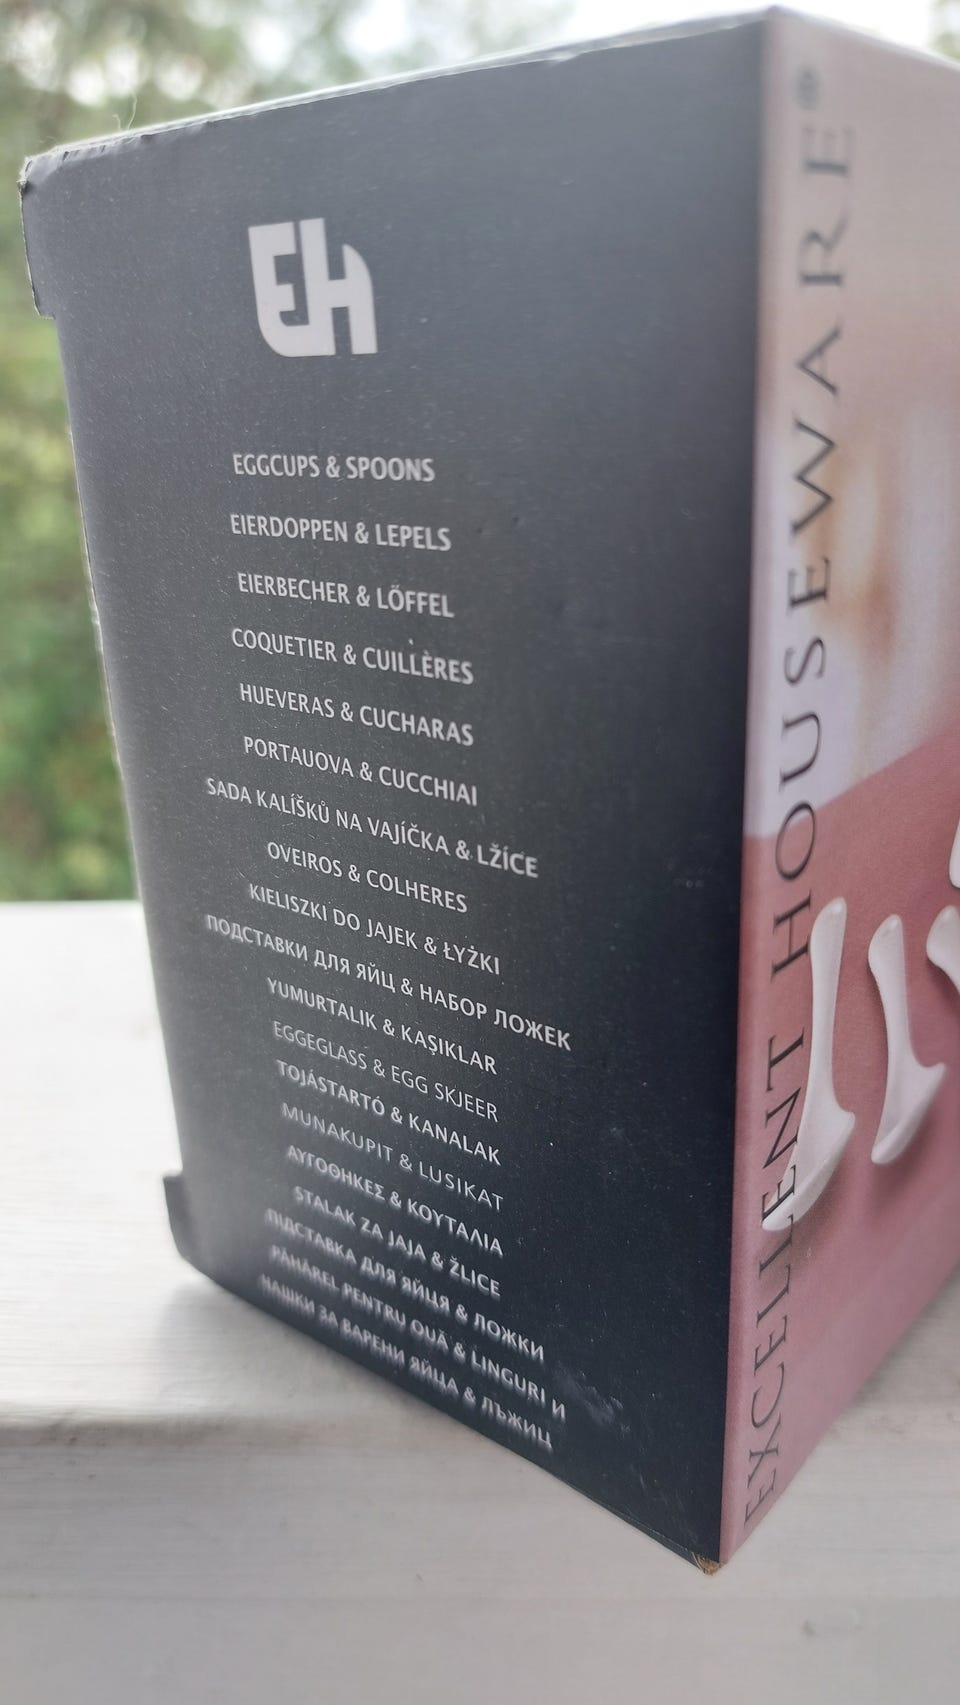 EH
EGGCUPS & SPOONS
EIERDOPPEN & LEPELS
EIERBECHER & LŐFFEL
COQUETIER & CUILLÈRES
HUEVERAS & CUCHARAS
PORTAUOVA & CUCCHIAI
SADA KALÍŠKŮ NA VAJÍČKA & LŽÍCE
OVEIROS & COLHERES
KIELISZKI DO JAJEK & ŁYŻKI
ПОДСТАВКИ ДЛЯ ЯЙЦ & НАБОР ЛОЖЕК
YUMURTALIK & KAŞIKLAR
EGGEGLASS & EGG SKJEER
TOJÁSTARTÓ & KANALAK
MUNAKUPIT & LUSIKAT
ΑΥΓΟΘΗΚΕΣ & ΚΟΥΤΑΛΙΑ
STALAK ZA JAJA & ŽLICE
ПІДСТАВКА ДЛЯ ЯЙЦЯ & ЛОЖКИ
PĂHĂREL PENTRU OUĂ & LINGURI И
ЧАШКИ ЗА ВАРЕНИ ЯЙЦА & ЛЪЖИЦ
EXCELLENT HOUSEWARE®